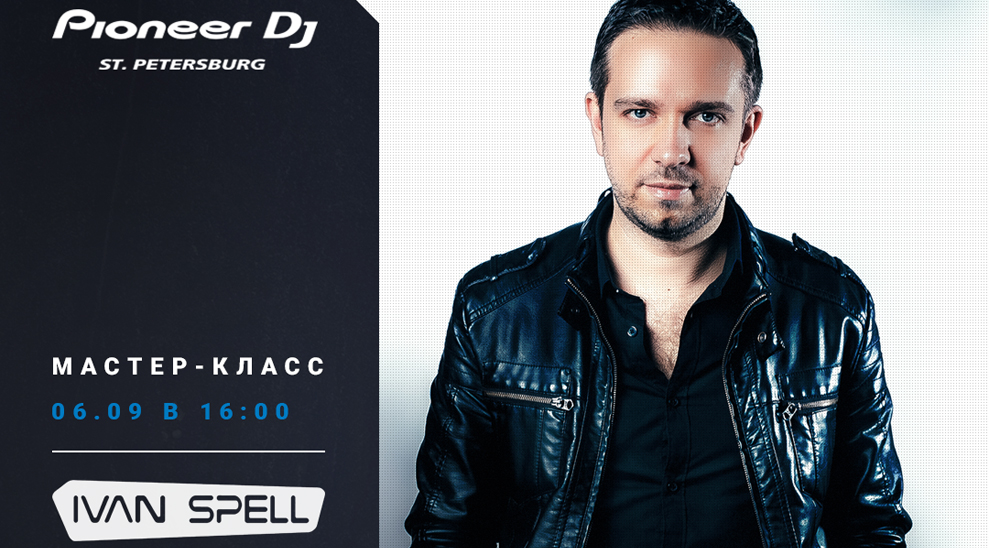 Pioneer Dj
ST. PETERSBURG
МАСТЕР-КЛАСС
06.09 В 16:00
IVAN SPELL